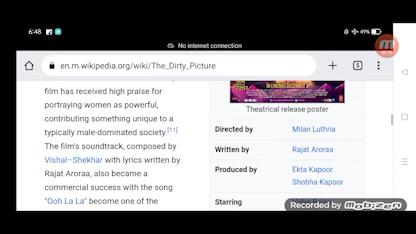 6:48
49%
No internet connection
en.m.wikipedia.org/wiki/The_Dirty_Picture
5
film has received high praise for
portraying women as powerful,
contributing something unique to a
typically male-dominated society.[11]
The film's soundtrack, composed by
Vishal–Shekhar with lyrics written by
Rajat Aroraa, also became a
commercial success with the song
"Ooh La La" become one of the
Theatrical release poster
Directed by Milan Luthria
Written by Rajat Aroraa
Produced by Ekta Kapoor
Shobha Kapoor
Starring
Recorded by Mobizen